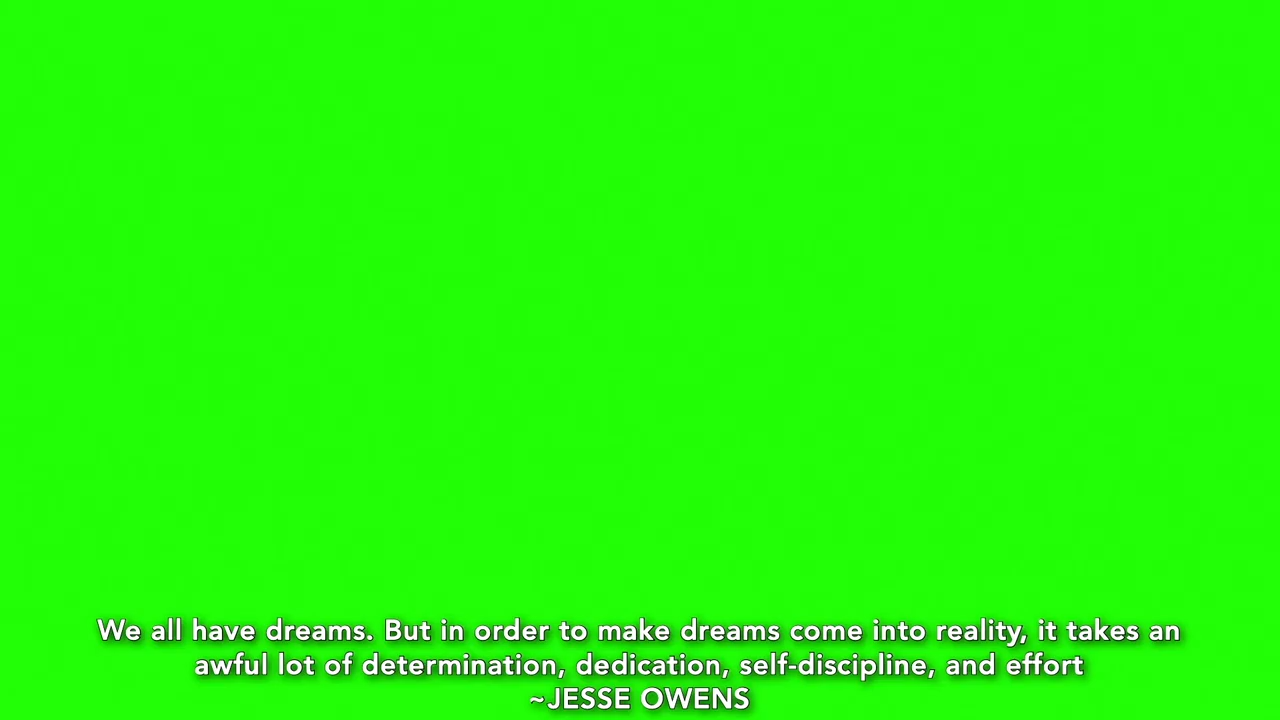 We all have dreams. But in order to make dreams come into reality, it takes an
awful lot of determination, dedication, self-discipline, and effort
~JESSE OWENS